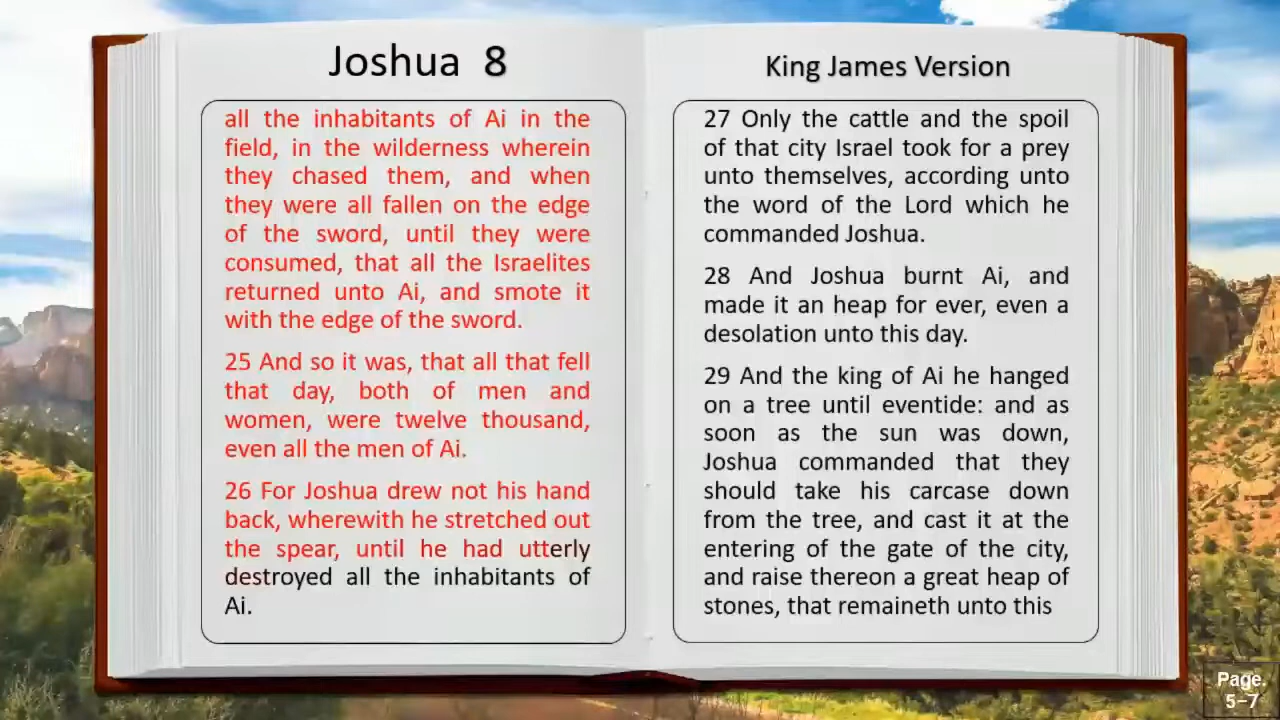 Joshua 8
all the inhabitants of Ai in the
field, in the wilderness wherein
they chased them, and when
they were all fallen on the edge
of the sword, until they were
consumed, that all the Israelites
returned unto Ai, and smote it
with the edge of the sword.
25 And so it was, that all that fell
that day, both of men and
women, were twelve thousand,
even all the men of Ai.
26 For Joshua drew not his hand
back, wherewith he stretched out
the spear, until he had utterly
destroyed all the inhabitants of
Ai.
King James Version
27 Only the cattle and the spoil
of that city Israel took for a prey
unto themselves, according unto
the word of the Lord which he
commanded Joshua.
28 And Joshua burnt Ai, and
made it an heap for ever, even a
desolation unto this day.
29 And the king of Ai he hanged
on a tree until eventide: and as
soon as the sun was down,
Joshua commanded that they
should take his carcase down
from the tree, and cast it at the
entering of the gate of the city,
and raise thereon a great heap of
stones, that remaineth unto this
Page.
5-7